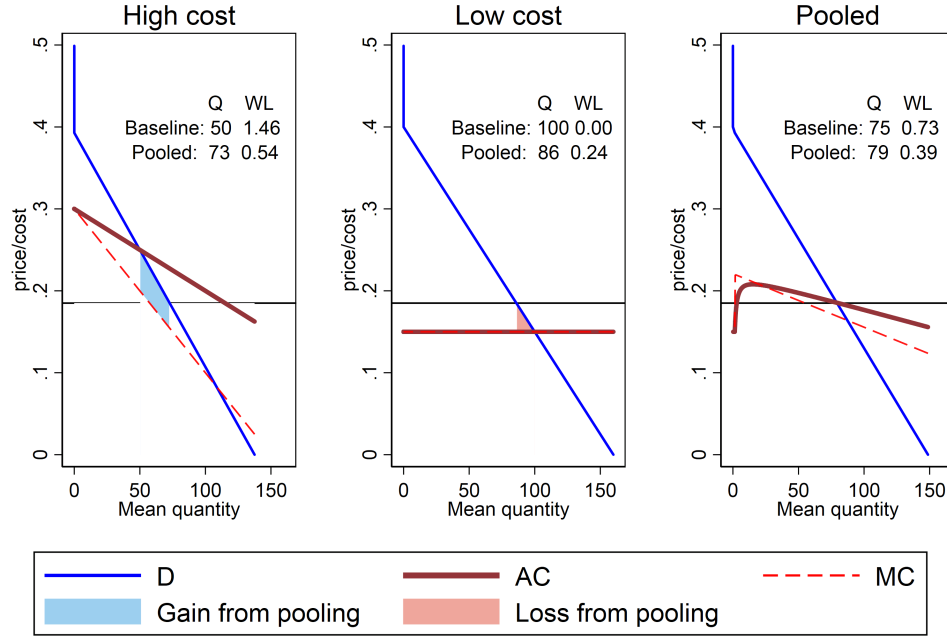 High cost
Low cost
Pooled
price/cost
.5
.4
.3
.2
.1
0
Q WL
Baseline: 50 1.46
Pooled: 73 0.54
0 50 100 150
Mean quantity
price/cost
.5
.4
.3
.2
.1
0
Q WL
Baseline: 100 0.00
Pooled: 86 0.24
0 50 100 150
Mean quantity
price/cost
.5
.4
.3
.2
.1
0
Q WL
Baseline: 75 0.73
Pooled: 79 0.39
0 50 100 150
Mean quantity
D AC MC
Gain from pooling Loss from pooling